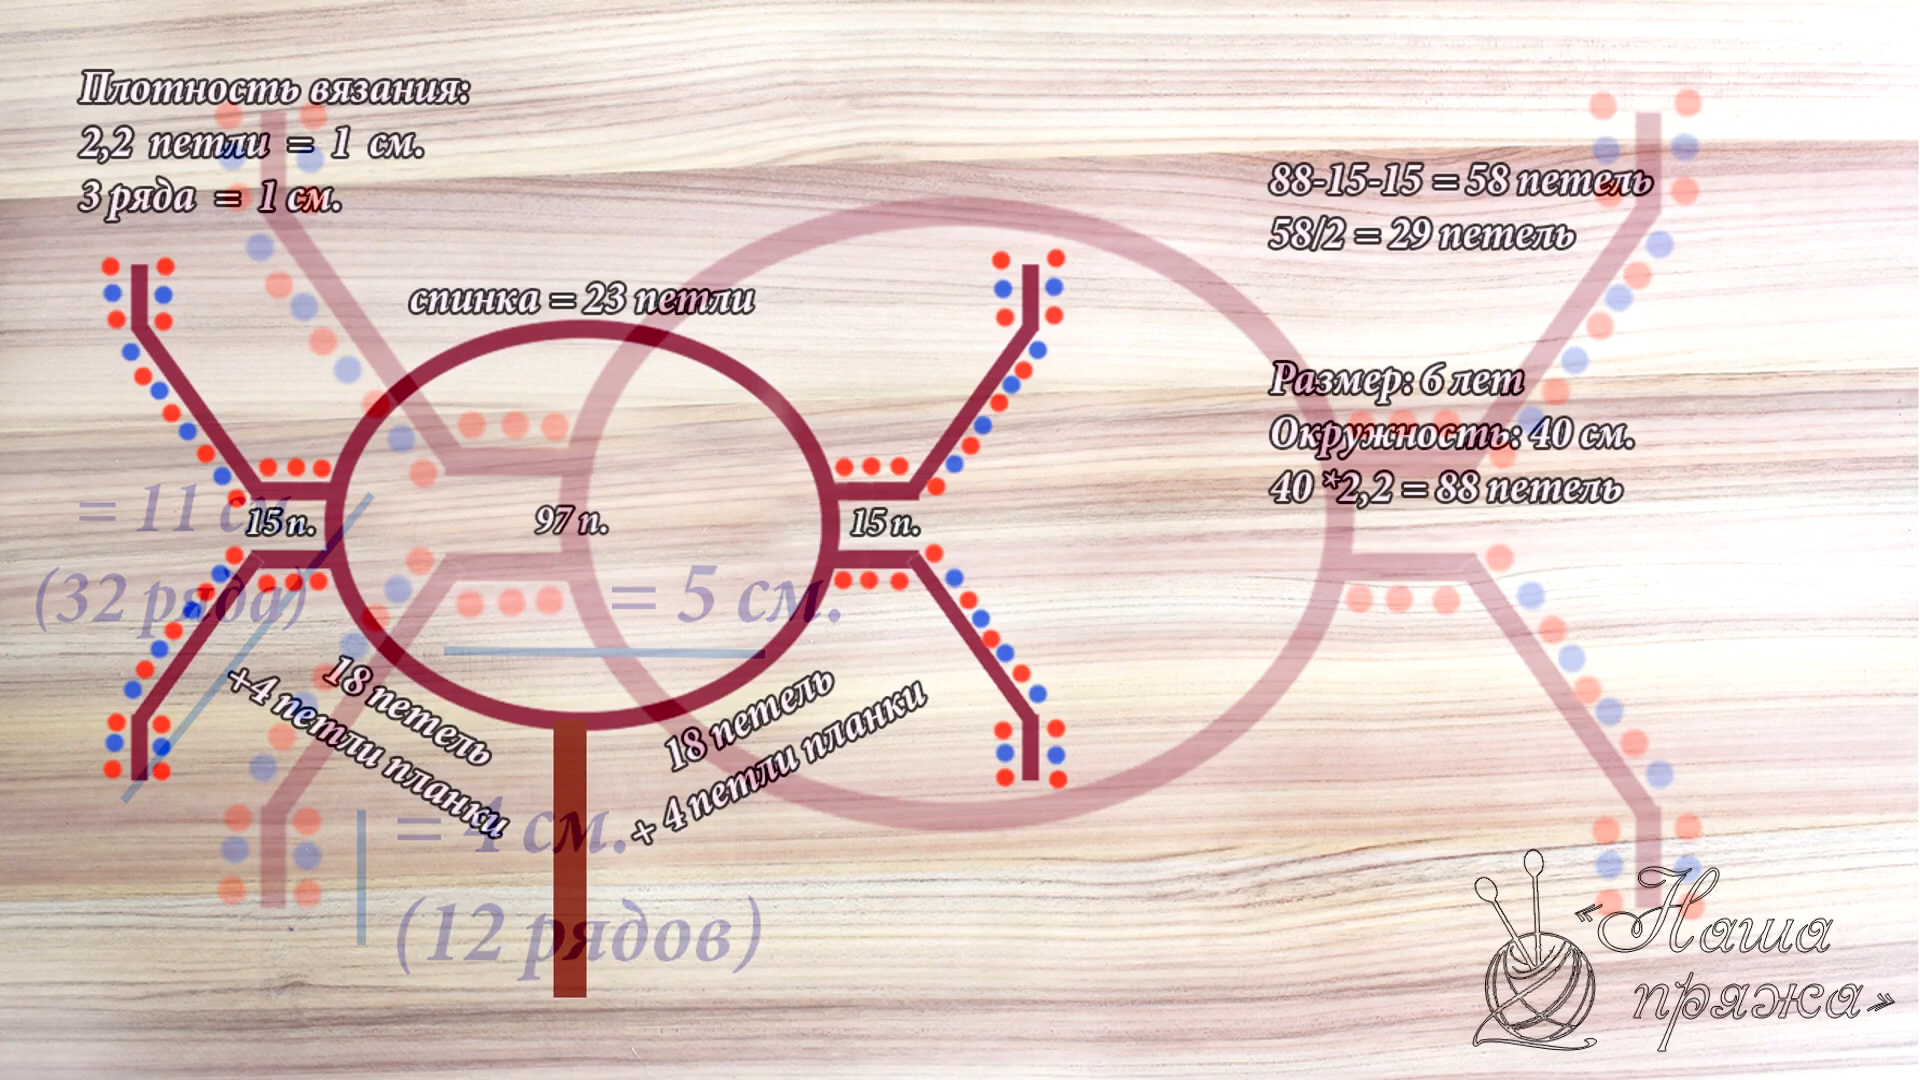 Плотность вязания:
2,2 петли = 1 см.
3 ряда = 1 см.
88-15-15 = 58 петель
58/2 = 29 петель
спинка = 23 петли
Размер: 6 лет
Окружность: 40 см.
40 *2,2 = 88 петель
= 11 см.
(32 ряда)
15 п.
97 п.
15 п.
= 5 см.
18 петель
+4 петли планки
18 петель
+ 4 петли планки
= 4 см.
(12 рядов)
«Наша
пряжа»